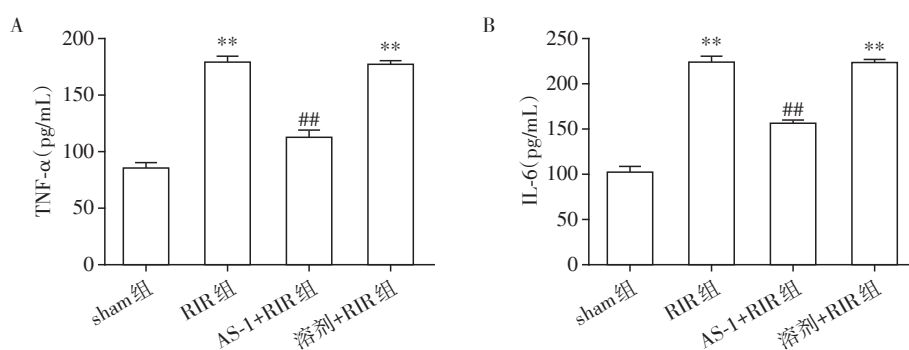 A
TNF-α(pg/mL)
200
150
100
50
0
**
##
**
sham组
RIR组
AS-1+RIR组
溶剂+RIR组
B
IL-6(pg/mL)
250
200
150
100
50
0
**
##
**
sham组
RIR组
AS-1+RIR组
溶剂+RIR组